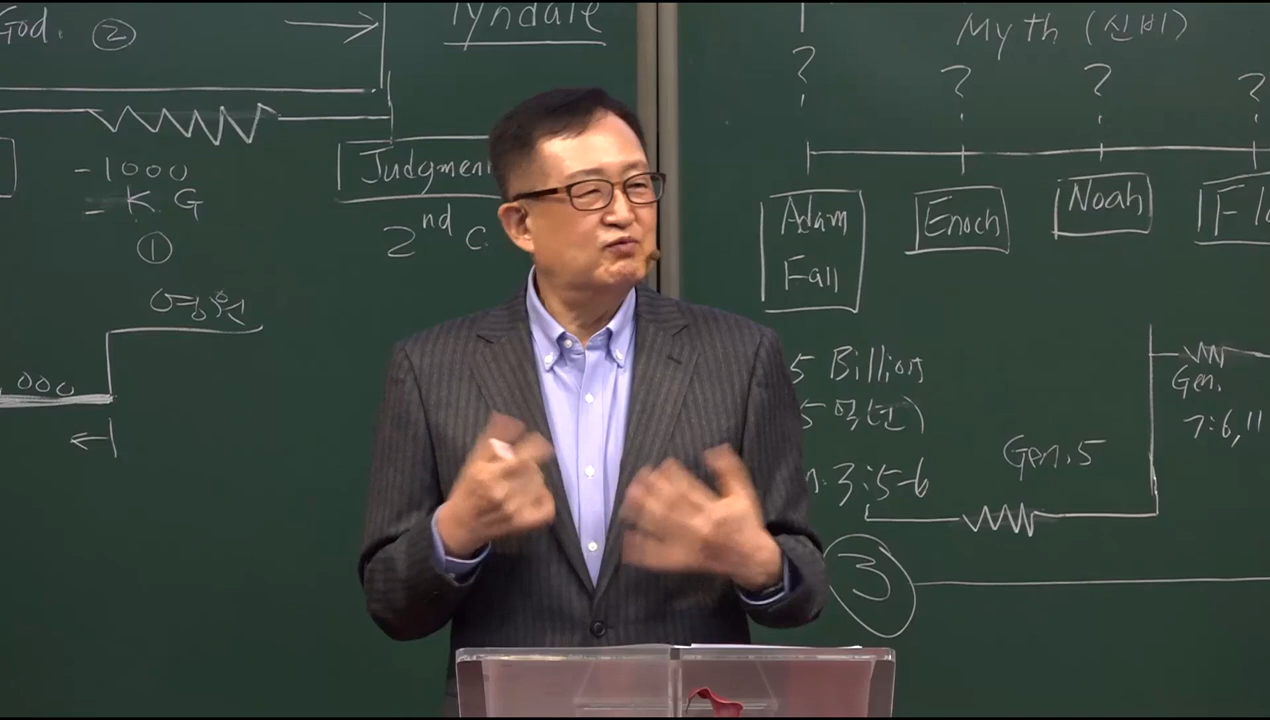 God. ②
Tyndale
-1000
- K G
①
영원
,000
Judgment
2nd C.
Myth (신비)
? ? ? ?
Adam
Fall
Enoch
Noah
Flo
5 Billion
5억(년)
n. 3:5-6
Gen. 5
Gen.
7:6, 11
③